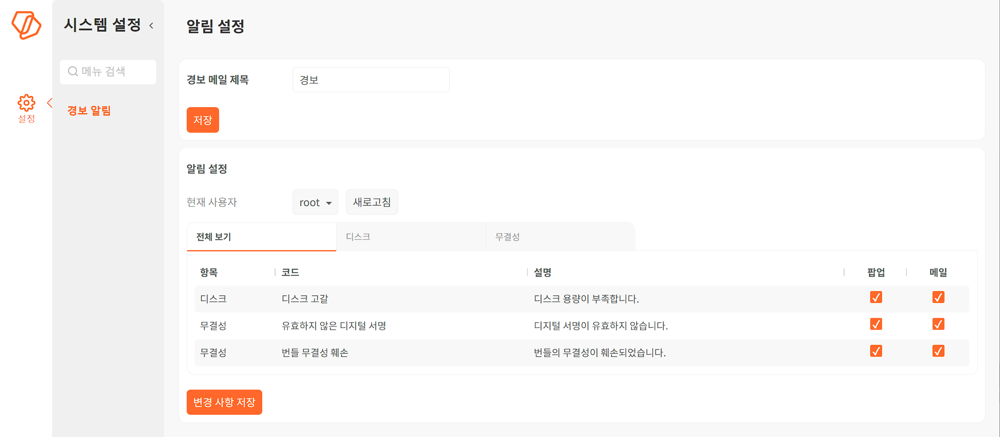 시스템 설정
메뉴 검색
설정
경보 알림
알림 설정
경보 메일 제목 경보
저장
알림 설정
현재 사용자 root 새로고침
전체 보기 디스크 무결성
항목 코드 설명 팝업 메일
디스크 디스크 고갈 디스크 용량이 부족합니다.
무결성 유효하지 않은 디지털 서명 디지털 서명이 유효하지 않습니다.
무결성 번들 무결성 훼손 번들의 무결성이 훼손되었습니다.
변경 사항 저장